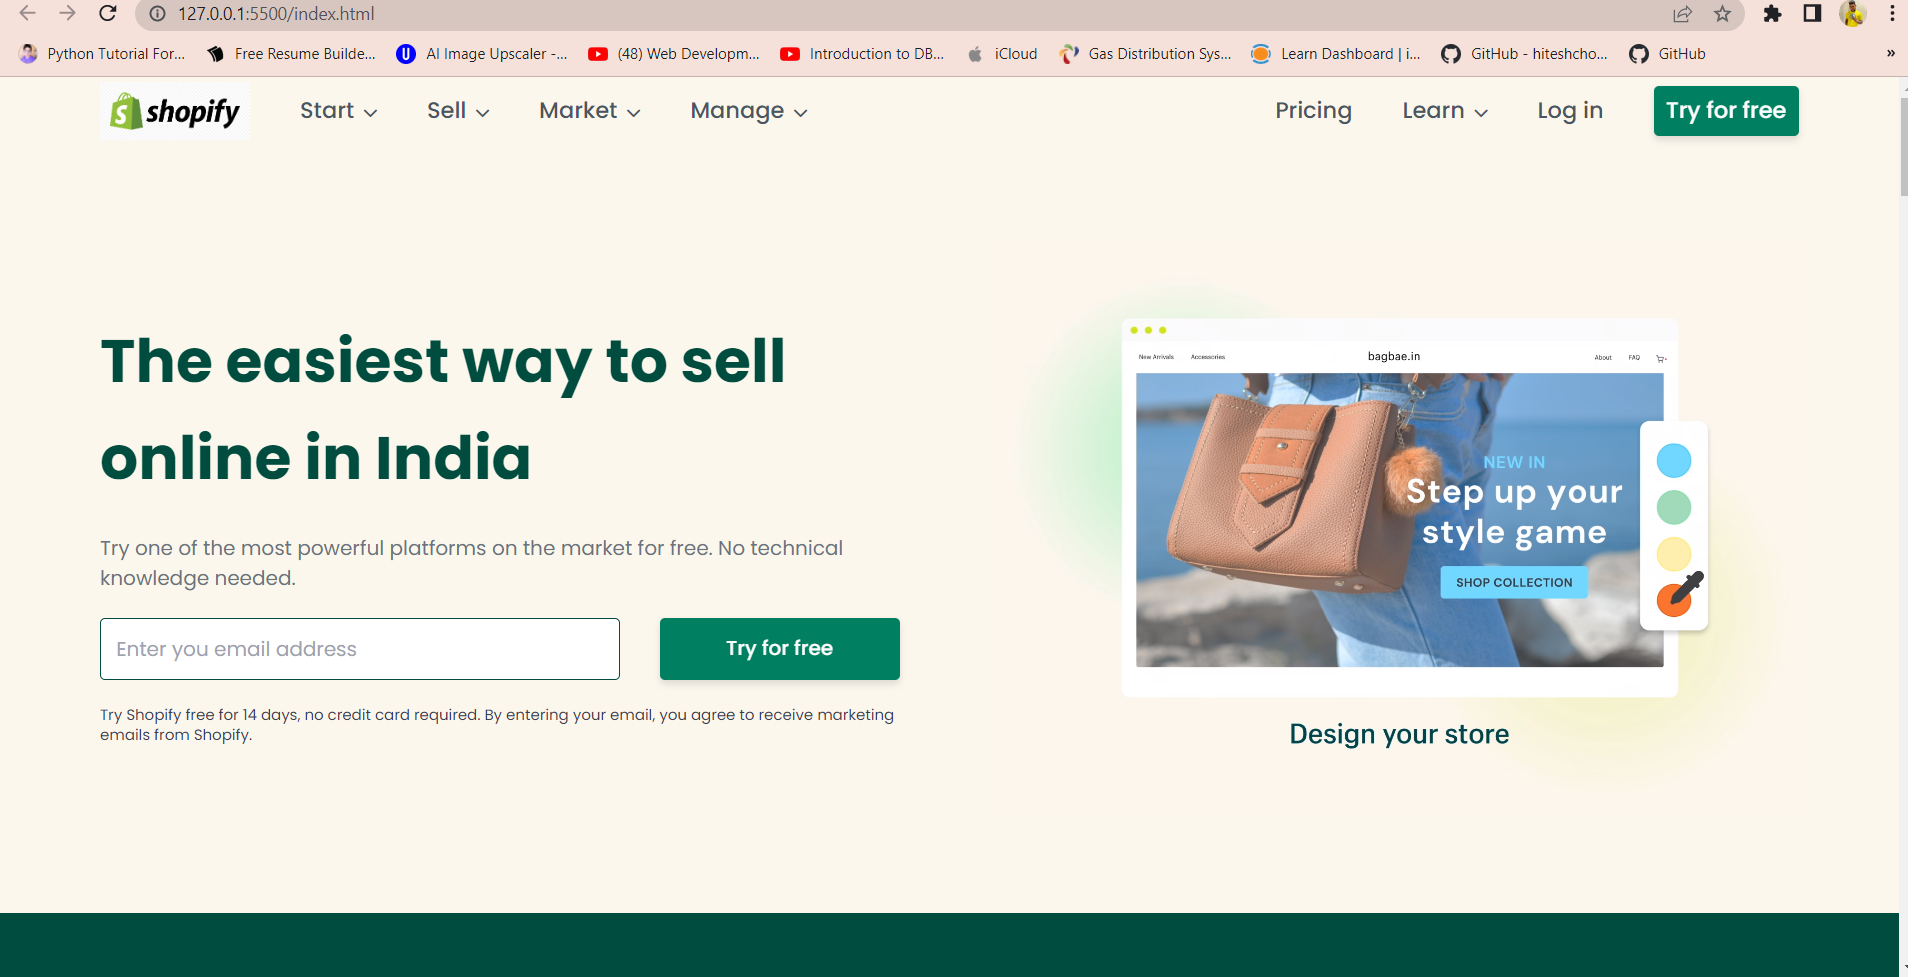 127.0.0.1:5500/index.html
Python Tutorial For...
Free Resume Builde...
U
AI Image Upscaler -...
(48) Web Developm...
Introduction to DB...
iCloud
Gas Distribution Sys...
Learn Dashboard | i...
GitHub - hiteshcho...
GitHub
»
S shopify
Start
Sell
Market
Manage
Pricing
Learn
Log in
Try for free
The easiest way to sell
online in India
Try one of the most powerful platforms on the market for free. No technical
knowledge needed.
Enter you email address
Try for free
Try Shopify free for 14 days, no credit card required. By entering your email, you agree to receive marketing
emails from Shopify.
New Arrivals
Accessories
bagbae.in
About
FAQ
NEW IN
Step up your
style game
SHOP COLLECTION
Design your store